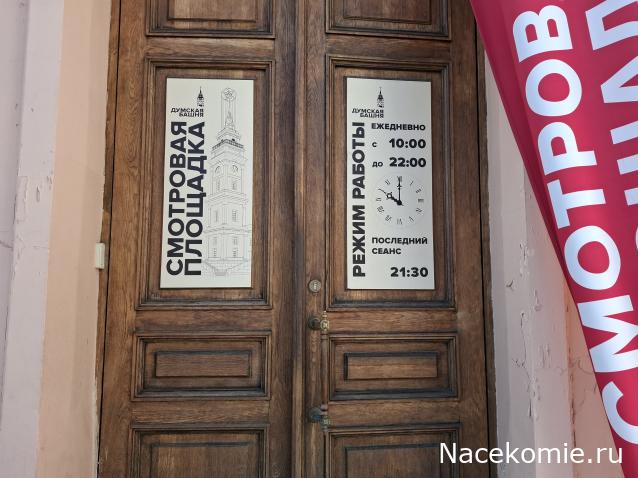 ДУМСКАЯ
БАШНЯ
СМОТРОВАЯ
ПЛОЩАДКА
ДУМСКАЯ
БАШНЯ
РЕЖИМ РАБОТЫ
ЕЖЕДНЕВНО
с 10:00
до 22:00
ПОСЛЕДНИЙ
СЕАНС
21:30
СМОТРОВ
Nacekomie.ru